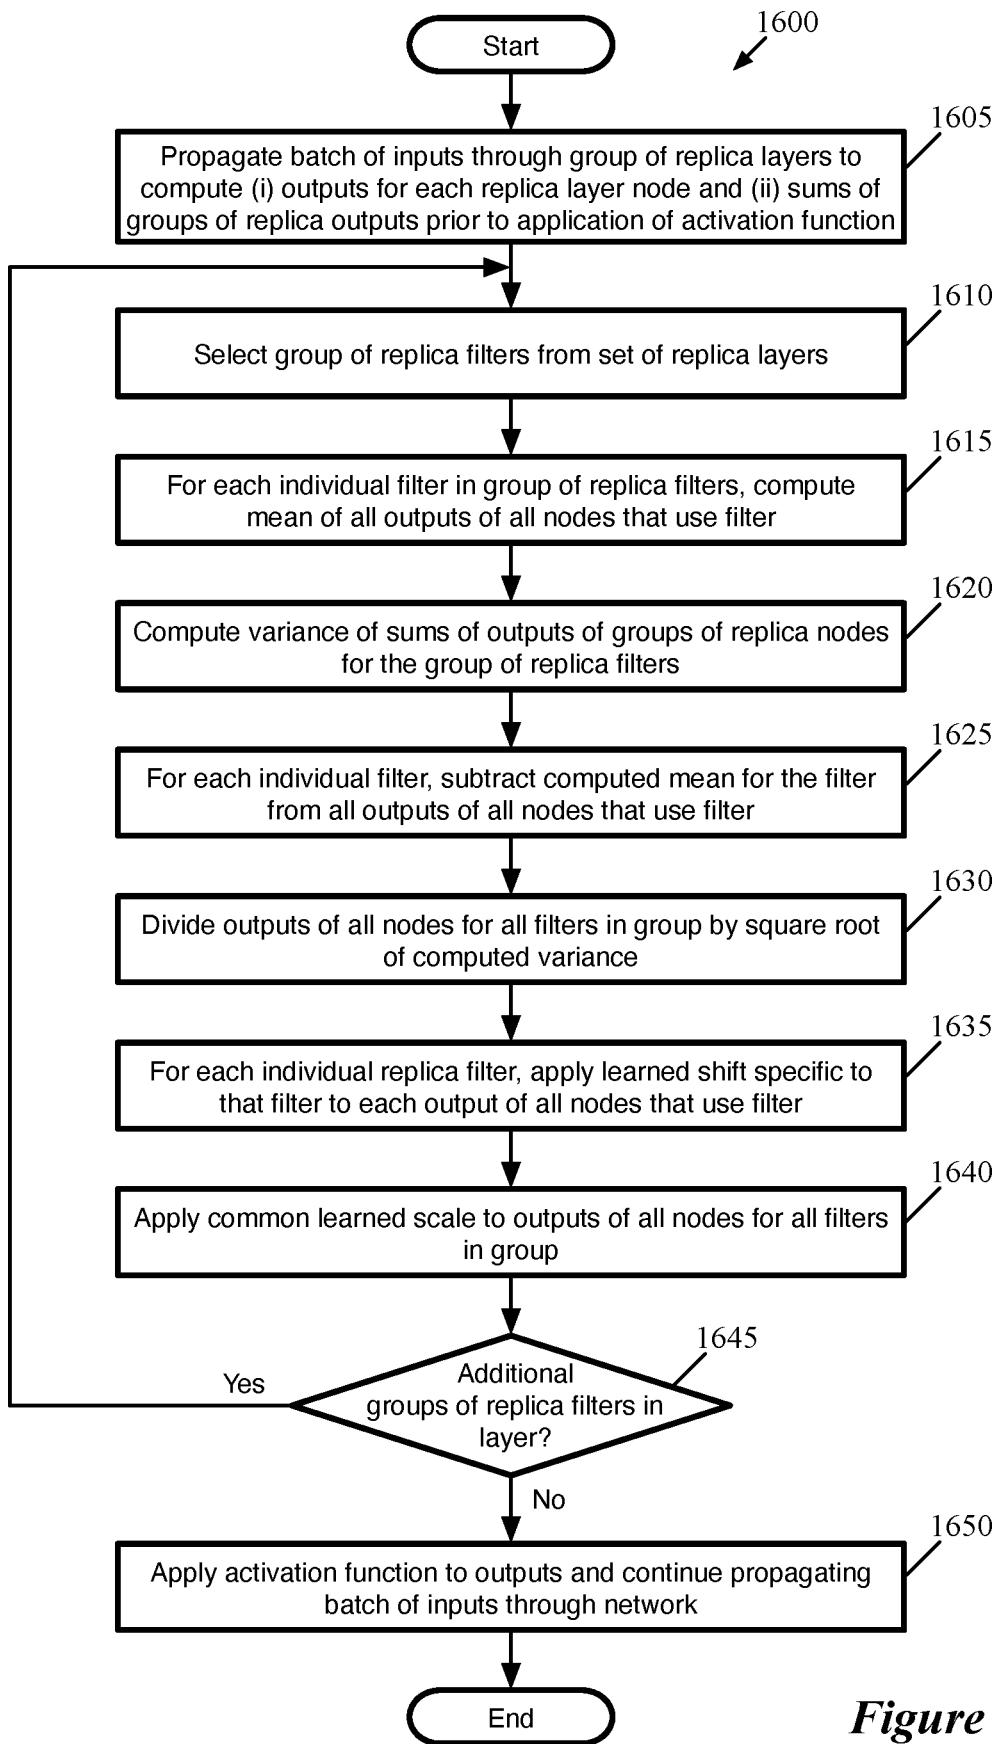 Start
1600
1605
Propagate batch of inputs through group of replica layers to
compute (i) outputs for each replica layer node and (ii) sums of
groups of replica outputs prior to application of activation function
1610
Select group of replica filters from set of replica layers
1615
For each individual filter in group of replica filters, compute
mean of all outputs of all nodes that use filter
1620
Compute variance of sums of outputs of groups of replica nodes
for the group of replica filters
1625
For each individual filter, subtract computed mean for the filter
from all outputs of all nodes that use filter
1630
Divide outputs of all nodes for all filters in group by square root
of computed variance
1635
For each individual replica filter, apply learned shift specific to
that filter to each output of all nodes that use filter
1640
Apply common learned scale to outputs of all nodes for all filters
in group
1645
Additional
groups of replica filters in
layer?
Yes
No
1650
Apply activation function to outputs and continue propagating
batch of inputs through network
End
Figure